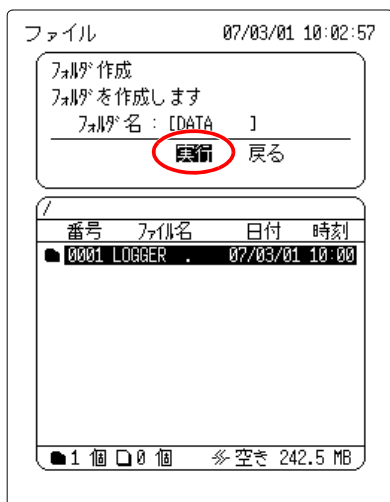 ファイル 07/03/01 10:02:57
フォルダ作成
フォルダを作成します
フォルダ名:[DATA ]
実行 戻る
/
番号 ファイル名 日付 時刻
0001 LOGGER . 07/03/01 10:00
1 個 0 個 空き 242.5 MB